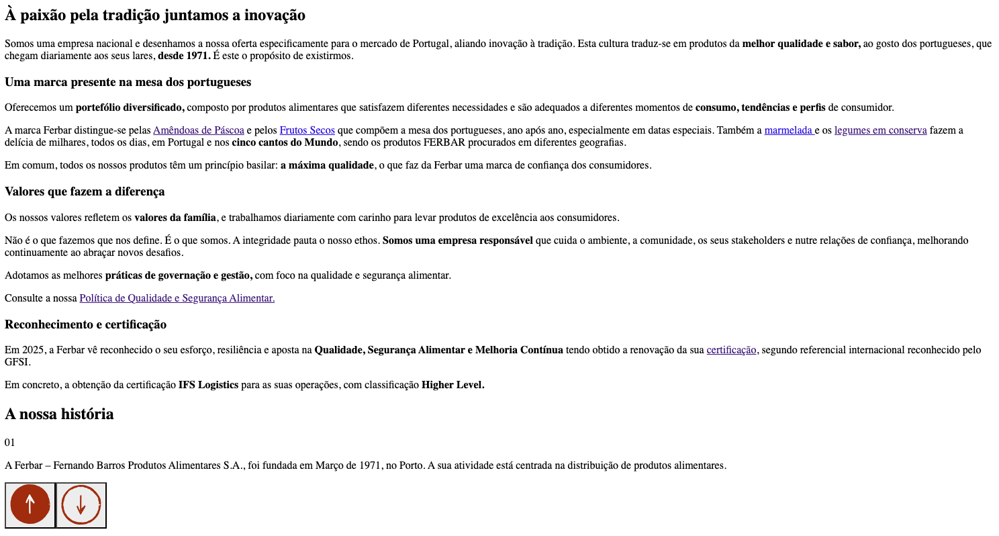 À paixão pela tradição juntamos a inovação
Somos uma empresa nacional e desenhamos a nossa oferta especificamente para o mercado de Portugal, aliando inovação à tradição. Esta cultura traduz-se em produtos da melhor qualidade e sabor, ao gosto dos portugueses, que
chegam diariamente aos seus lares, desde 1971. É este o propósito de existirmos.
Uma marca presente na mesa dos portugueses
Oferecemos um portefólio diversificado, composto por produtos alimentares que satisfazem diferentes necessidades e são adequados a diferentes momentos de consumo, tendências e perfis de consumidor.
A marca Ferbar distingue-se pelas Amêndoas de Páscoa e pelos Frutos Secos que compõem a mesa dos portugueses, ano após ano, especialmente em datas especiais. Também a marmelada e os legumes em conserva fazem a
delícia de milhares, todos os dias, em Portugal e nos cinco cantos do Mundo, sendo os produtos FERBAR procurados em diferentes geografias.
Em comum, todos os nossos produtos têm um princípio basilar: a máxima qualidade, o que faz da Ferbar uma marca de confiança dos consumidores.
Valores que fazem a diferença
Os nossos valores refletem os valores da família, e trabalhamos diariamente com carinho para levar produtos de excelência aos consumidores.
Não é o que fazemos que nos define. É o que somos. A integridade pauta o nosso ethos. Somos uma empresa responsável que cuida o ambiente, a comunidade, os seus stakeholders e nutre relações de confiança, melhorando
continuamente ao abraçar novos desafios.
Adotamos as melhores práticas de governação e gestão, com foco na qualidade e segurança alimentar.
Consulte a nossa Política de Qualidade e Segurança Alimentar.
Reconhecimento e certificação
Em 2025, a Ferbar vê reconhecido o seu esforço, resiliência e aposta na Qualidade, Segurança Alimentar e Melhoria Contínua tendo obtido a renovação da sua certificação, segundo referencial internacional reconhecido pelo
GFSI.
Em concreto, a obtenção da certificação IFS Logistics para as suas operações, com classificação Higher Level.
A nossa história
01
A Ferbar – Fernando Barros Produtos Alimentares S.A., foi fundada em Março de 1971, no Porto. A sua atividade está centrada na distribuição de produtos alimentares.